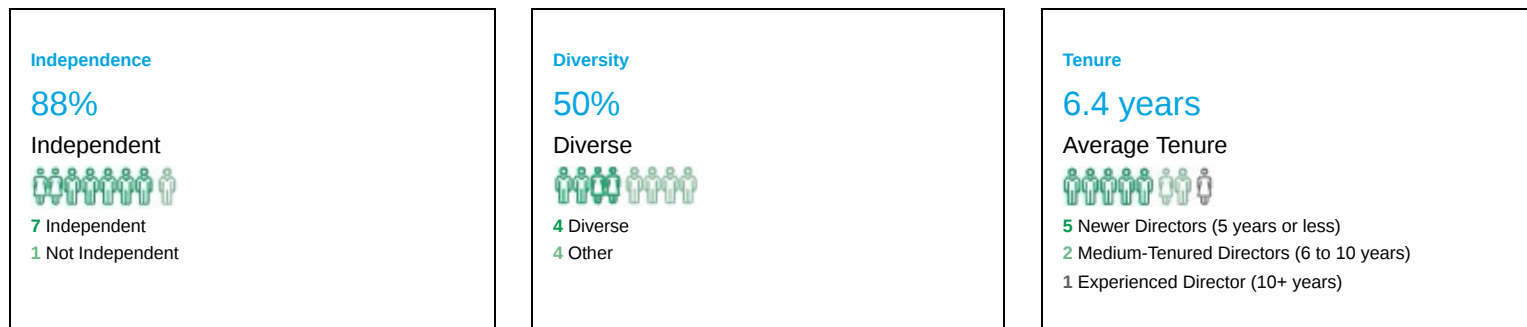 Independence
88%
Independent
7 Independent
1 Not Independent
Diversity
50%
Diverse
4 Diverse
4 Other
Tenure
6.4 years
Average Tenure
5 Newer Directors (5 years or less)
2 Medium-Tenured Directors (6 to 10 years)
1 Experienced Director (10+ years)